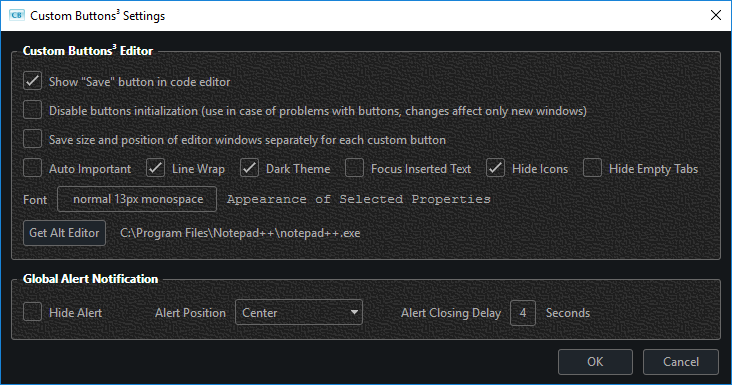 CB³ Custom Buttons³ Settings
Custom Buttons³ Editor
Show "Save" button in code editor
Disable buttons initialization (use in case of problems with buttons, changes affect only new windows)
Save size and position of editor windows separately for each custom button
Auto Important Line Wrap Dark Theme Focus Inserted Text Hide Icons Hide Empty Tabs
Font normal 13px monospace Appearance of Selected Properties
Get Alt Editor C:\Program Files\Notepad++\notepad++.exe
Global Alert Notification
Hide Alert Alert Position Center Alert Closing Delay 4 Seconds
OK Cancel